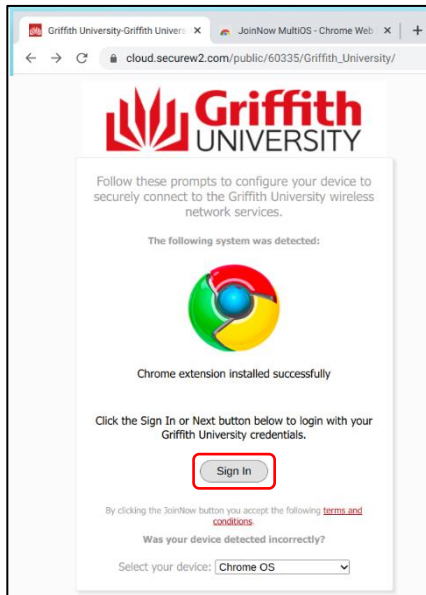 Griffith University-Griffith Univers
JoinNow MultiOS - Chrome Web
cloud.securew2.com/public/60335/Griffith_University/
Griffith
UNIVERSITY
Follow these prompts to configure your device to
securely connect to the Griffith University wireless
network services.
The following system was detected:
Chrome extension installed successfully
Click the Sign In or Next button below to login with your
Griffith University credentials.
Sign In
By clicking the JoinNow button you accept the following terms and
conditions.
Was your device detected incorrectly?
Select your device: Chrome OS